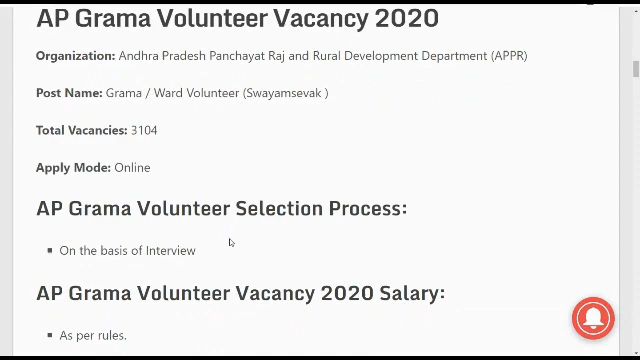 AP Grama Volunteer Vacancy 2020
Organization: Andhra Pradesh Panchayat Raj and Rural Development Department (APPR)
Post Name: Grama / Ward Volunteer (Swayamsevak )
Total Vacancies: 3104
Apply Mode: Online
AP Grama Volunteer Selection Process:
▪ On the basis of Interview
AP Grama Volunteer Vacancy 2020 Salary:
▪ As per rules.